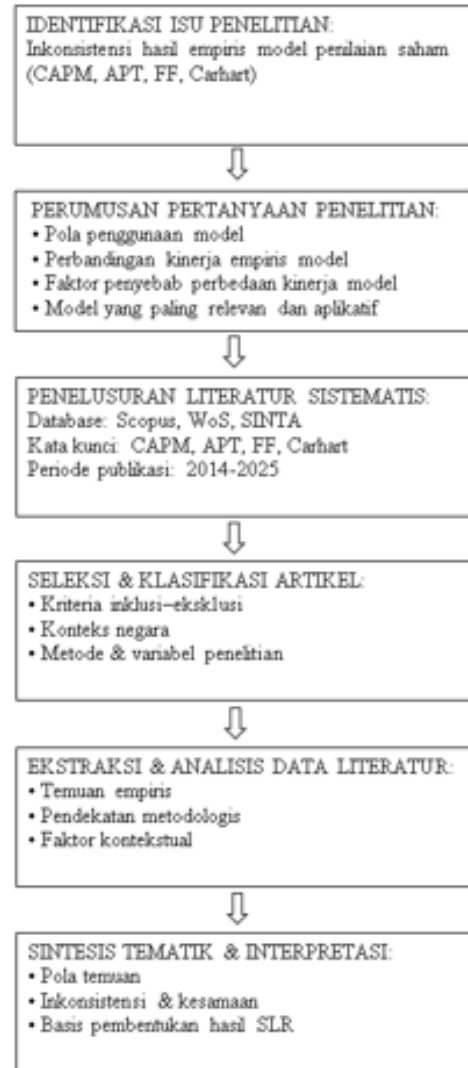 IDENTIFIKASI ISU PENELITIAN:
Inkonsistensi hasil empiris model penilaian saham
(CAPM, APT, FF, Carhart)
PERUMUSAN PERTANYAAN PENELITIAN:
• Pola penggunaan model
• Perbandingan kinerja empiris model
• Faktor penyebab perbedaan kinerja model
• Model yang paling relevan dan aplikatif
PENELUSURAN LITERATUR SISTEMATIS:
Database: Scopus, WoS, SINTA
Kata kunci: CAPM, APT, FF, Carhart
Periode publikasi: 2014-2025
SELEKSI & KLASIFIKASI ARTIKEL:
• Kriteria inklusi–eksklusi
• Konteks negara
• Metode & variabel penelitian
EKSTRAKSI & ANALISIS DATA LITERATUR:
• Temuan empiris
• Pendekatan metodologis
• Faktor kontekstual
SINTESIS TEMATIK & INTERPRETASI:
• Pola temuan
• Inkonsistensi & kesamaan
• Basis pembentukan hasil SLR